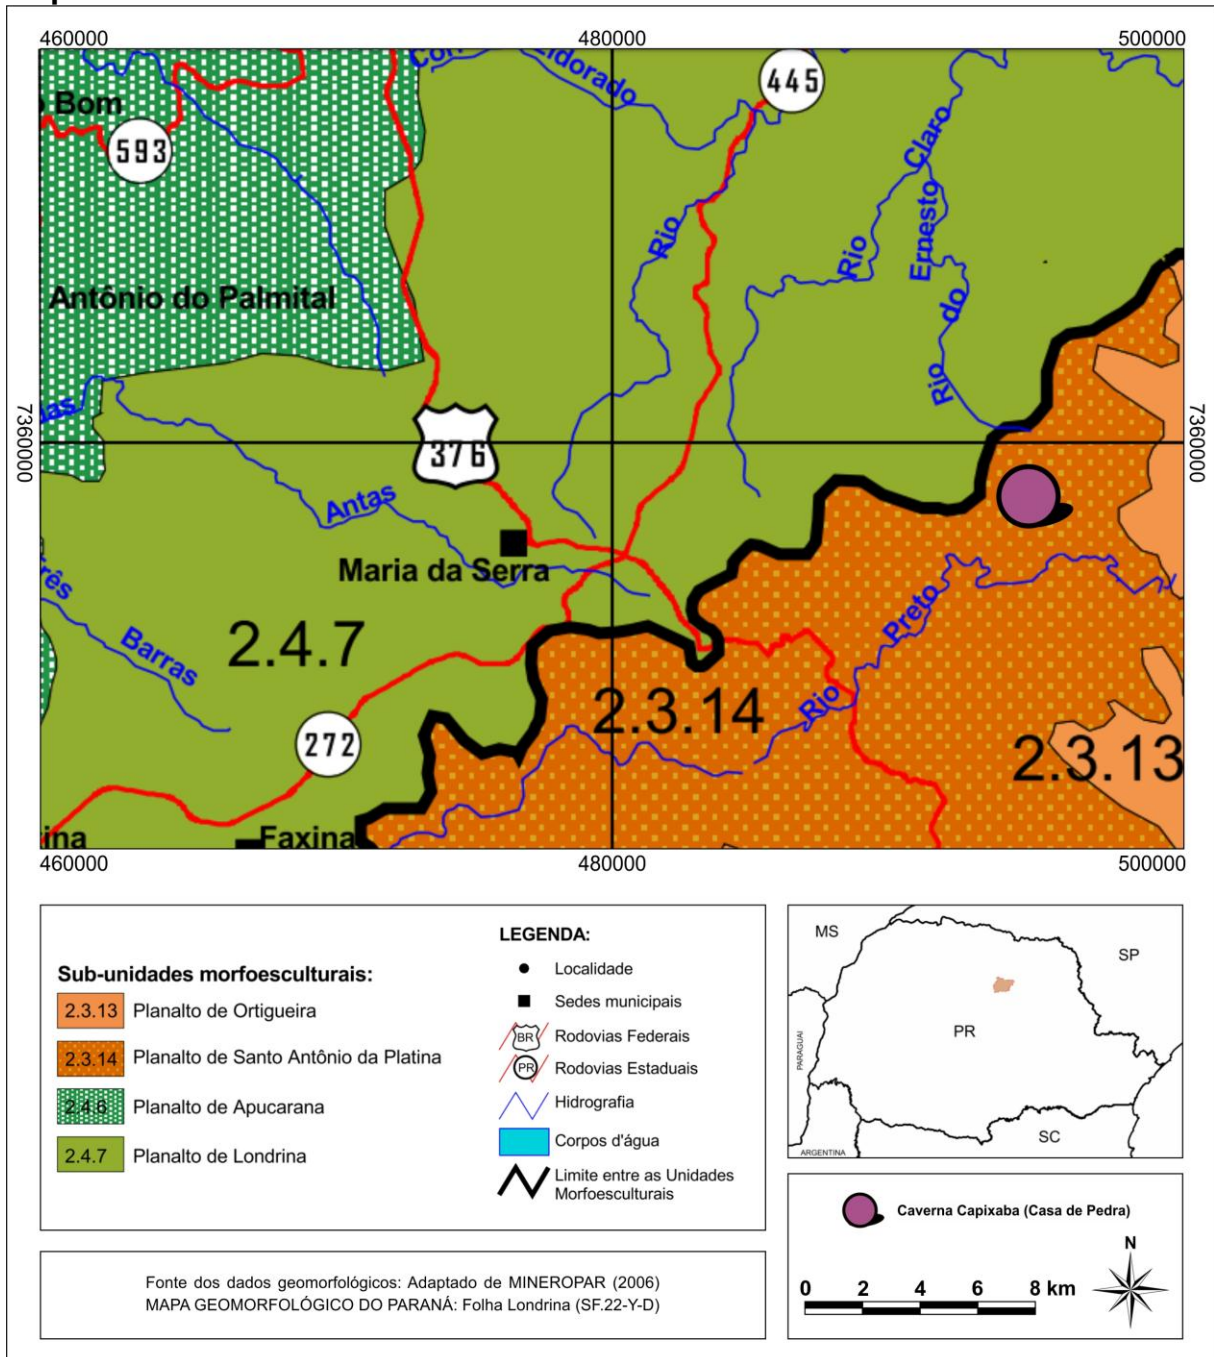 460000
480000
500000
Bom
593
Eldorado
445
Claro
Rio
Rio
Ernesto
do
Rio
Antônio do Palmital
7360000
7360000
376
Antas
Maria da Serra
Três
Barras
2.4.7
Preto
Rio
2.3.14
2.3.13
272
Faxina
460000
480000
500000
Sub-unidades morfoesculturais:
2.3.13 Planalto de Ortigueira
2.3.14 Planalto de Santo Antônio da Platina
2.4.6 Planalto de Apucarana
2.4.7 Planalto de Londrina
LEGENDA:
Localidade
Sedes municipais
BR Rodovias Federais
PR Rodovias Estaduais
Hidrografia
Corpos d'água
Limite entre as Unidades
Morfoesculturais
MS
SP
PR
PARAGUAI
SC
ARGENTINA
Caverna Capixaba (Casa de Pedra)
N
0 2 4 6 8 km
Fonte dos dados geomorfológicos: Adaptado de MINEROPAR (2006)
MAPA GEOMORFOLÓGICO DO PARANÁ: Folha Londrina (SF.22-Y-D)